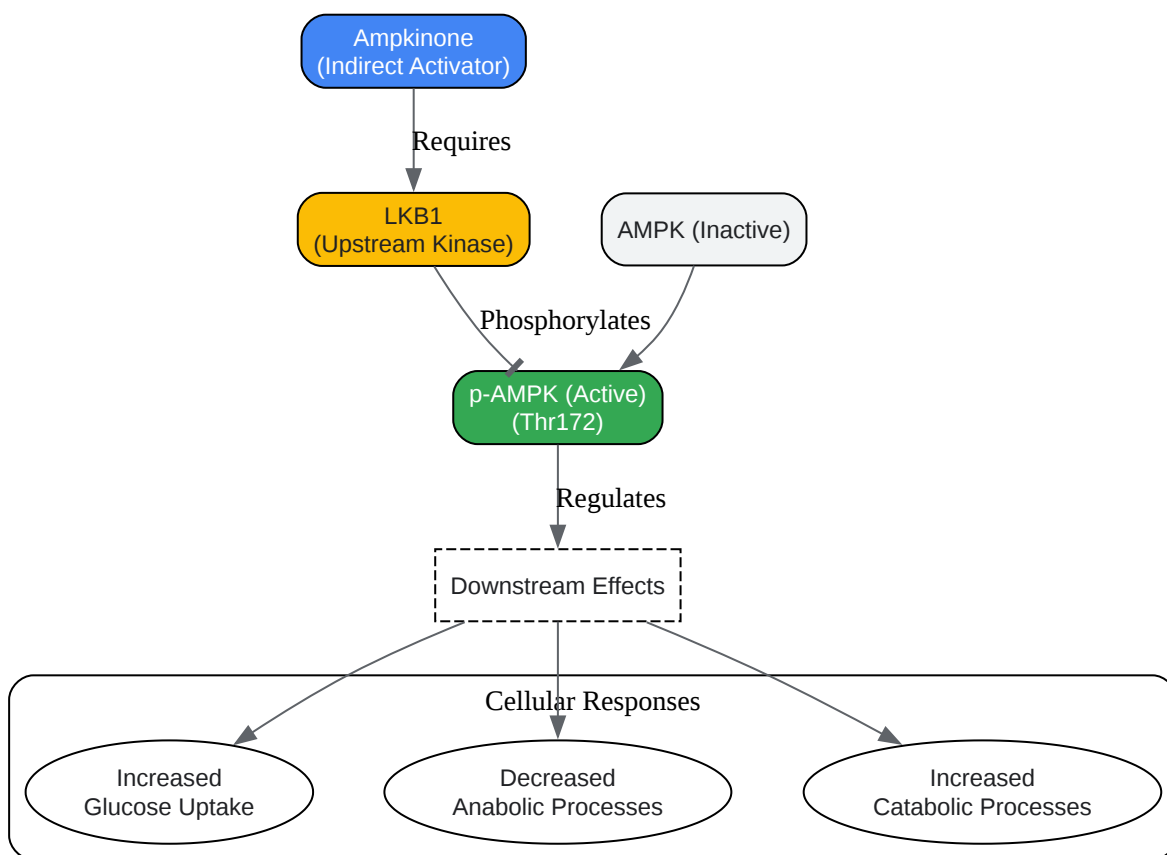 Ampkinone
(Indirect Activator)
Requires
LKB1
(Upstream Kinase)
AMPK (Inactive)
Phosphorylates
p-AMPK (Active)
(Thr172)
Regulates
Downstream Effects
Cellular Responses
Increased
Glucose Uptake
Decreased
Anabolic Processes
Increased
Catabolic Processes